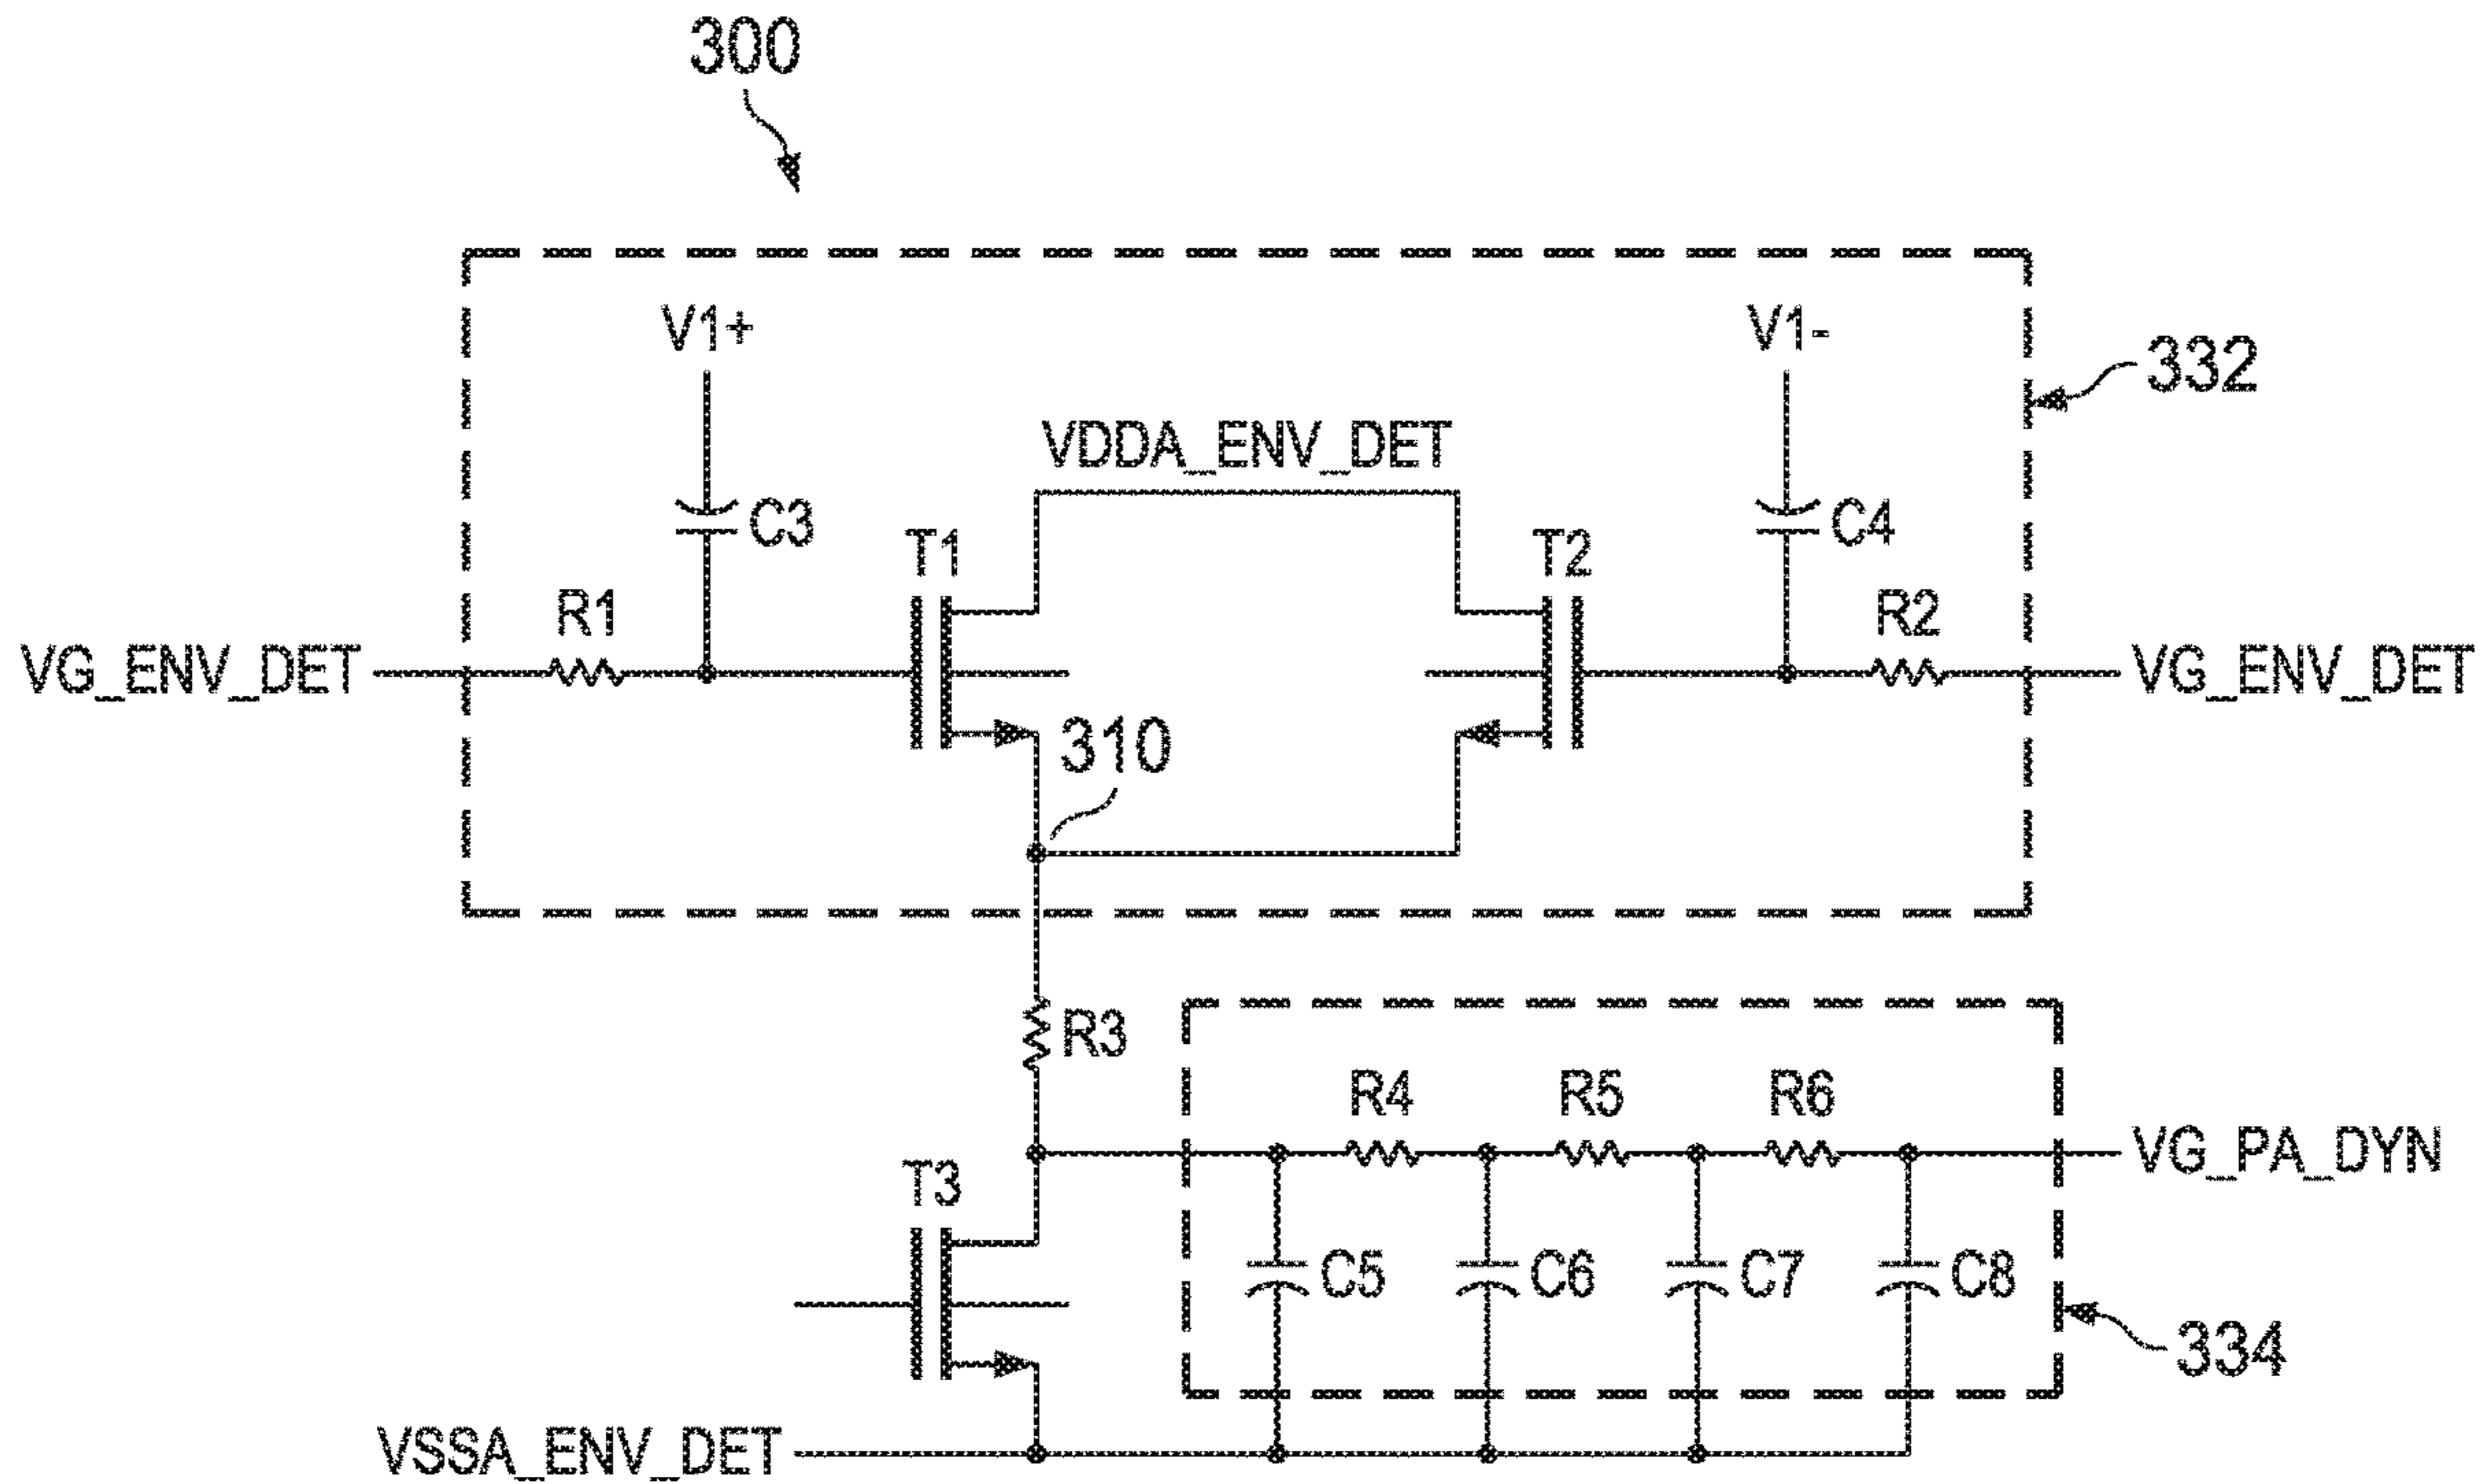 300
V1+
V1-
332
VDDA_ENV_DET
C3
C4
T1
T2
R1
R2
VG_ENV_DET
VG_ENV_DET
310
R3
R4
R5
R6
VG_PA_DYN
T3
C5
C6
C7
C8
334
VSSA_ENV_DET